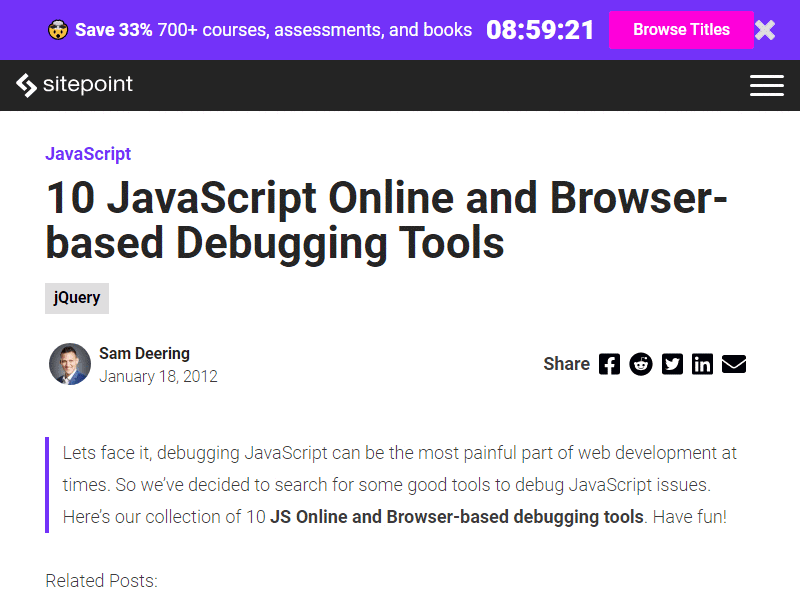 Save 33% 700+ courses, assessments, and books 08:59:21 Browse Titles
sitepoint
JavaScript
10 JavaScript Online and Browser-
based Debugging Tools
jQuery
Sam Deering
January 18, 2012
Share
Lets face it, debugging JavaScript can be the most painful part of web development at
times. So we’ve decided to search for some good tools to debug JavaScript issues.
Here’s our collection of 10 JS Online and Browser-based debugging tools. Have fun!
Related Posts: